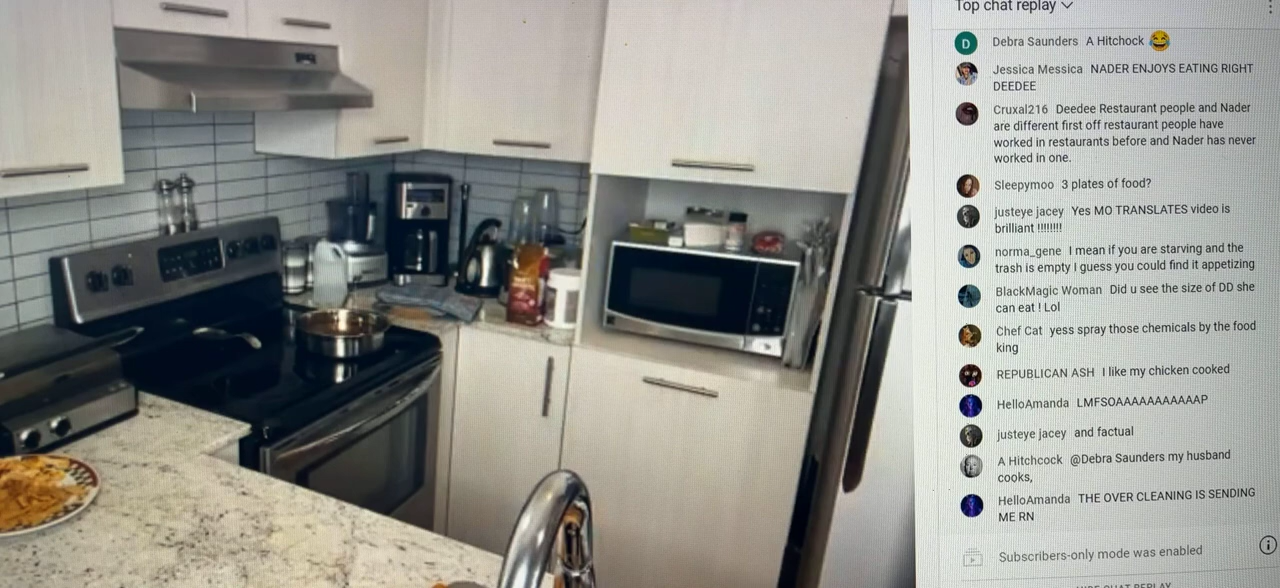 Top chat replay
D Debra Saunders A Hitchock 😂
Jessica Messica NADER ENJOYS EATING RIGHT
DEEDEE
Cruxal216 Deedee Restaurant people and Nader
are different first off restaurant people have
worked in restaurants before and Nader has never
worked in one.
Sleepymoo 3 plates of food?
justeye jacey Yes MO TRANSLATES video is
brilliant !!!!!!!!
norma_gene I mean if you are starving and the
trash is empty I guess you could find it appetizing
BlackMagic Woman Did u see the size of DD she
can eat ! Lol
Chef Cat yess spray those chemicals by the food
king
REPUBLICAN ASH I like my chicken cooked
HelloAmanda LMFSOAAAAAAAAAAP
justeye jacey and factual
A Hitchcock @Debra Saunders my husband
cooks,
HelloAmanda THE OVER CLEANING IS SENDING
ME RN
Subscribers-only mode was enabled
HIDE CHAT REPLAY